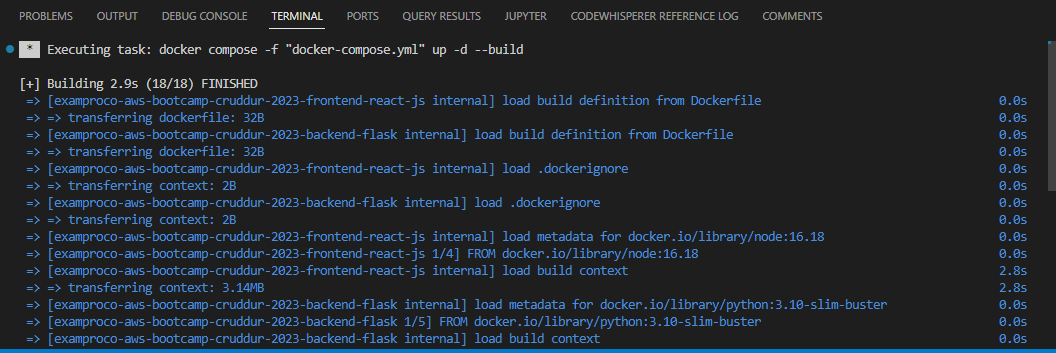 PROBLEMS OUTPUT DEBUG CONSOLE TERMINAL PORTS QUERY RESULTS JUPYTER CODEWHISPERER REFERENCE LOG COMMENTS
* Executing task: docker compose -f "docker-compose.yml" up -d --build
[+] Building 2.9s (18/18) FINISHED
=> [examproco-aws-bootcamp-cruddur-2023-frontend-react-js internal] load build definition from Dockerfile 0.0s
=> => transferring dockerfile: 32B 0.0s
=> [examproco-aws-bootcamp-cruddur-2023-backend-flask internal] load build definition from Dockerfile 0.0s
=> => transferring dockerfile: 32B 0.0s
=> [examproco-aws-bootcamp-cruddur-2023-frontend-react-js internal] load .dockerignore 0.0s
=> => transferring context: 2B 0.0s
=> [examproco-aws-bootcamp-cruddur-2023-backend-flask internal] load .dockerignore 0.0s
=> => transferring context: 2B 0.0s
=> [examproco-aws-bootcamp-cruddur-2023-frontend-react-js internal] load metadata for docker.io/library/node:16.18 0.0s
=> [examproco-aws-bootcamp-cruddur-2023-frontend-react-js 1/4] FROM docker.io/library/node:16.18 0.0s
=> [examproco-aws-bootcamp-cruddur-2023-frontend-react-js internal] load build context 2.8s
=> => transferring context: 3.14MB 2.8s
=> [examproco-aws-bootcamp-cruddur-2023-backend-flask internal] load metadata for docker.io/library/python:3.10-slim-buster 0.0s
=> [examproco-aws-bootcamp-cruddur-2023-backend-flask 1/5] FROM docker.io/library/python:3.10-slim-buster 0.0s
=> [examproco-aws-bootcamp-cruddur-2023-backend-flask internal] load build context 0.0s